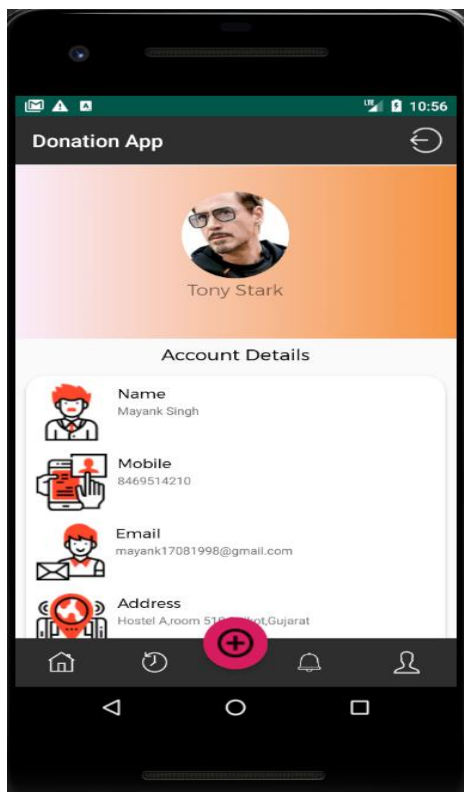 10:56
Donation App
Tony Stark
Account Details
Name
Mayank Singh
Mobile
8469514210
Email
mayank17081998@gmail.com
Address
Hostel A,room Gujarat